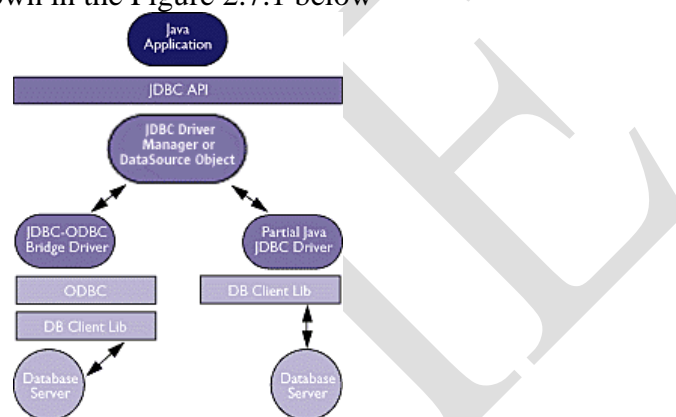 own in the Figure 2.7.1 below
Java
Application
JDBC API
JDBC Driver
Manager or
DataSource Object
JDBC-ODBC
Bridge Driver
Partial Java
JDBC Driver
ODBC
DB Client Lib
DB Client Lib
Database
Server
Database
Server